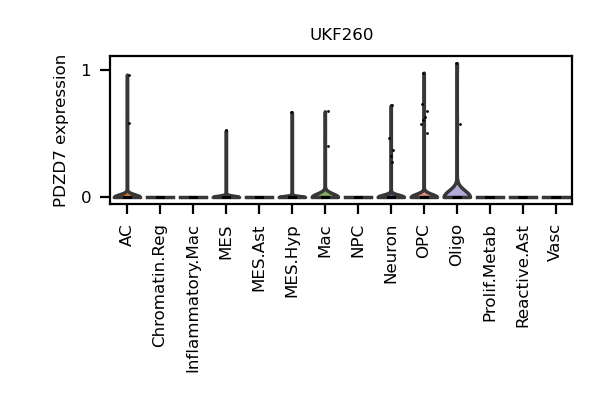 UKF260
PDZD7 expression
1
0
AC
Chromatin.Reg
Inflammatory.Mac
MES
MES.Ast
MES.Hyp
Mac
NPC
Neuron
OPC
Oligo
Prolif.Metab
Reactive.Ast
Vasc